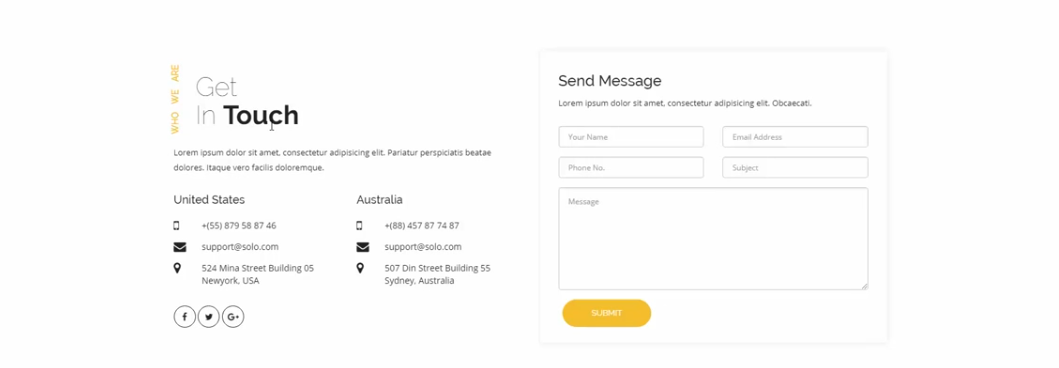 WHO WE ARE
Get
In Touch
Lorem ipsum dolor sit amet, consectetur adipisicing elit. Pariatur perspiciatis beatae
dolores. Itaque vero facilis doloremque.
United States
+(55) 879 58 87 46
support@solo.com
524 Mina Street Building 05
Newyork, USA
Australia
+(88) 457 87 74 87
support@solo.com
507 Din Street Building 55
Sydney, Australia
Send Message
Lorem ipsum dolor sit amet, consectetur adipisicing elit. Obcaecati.
Your Name
Email Address
Phone No.
Subject
Message
SUBMIT